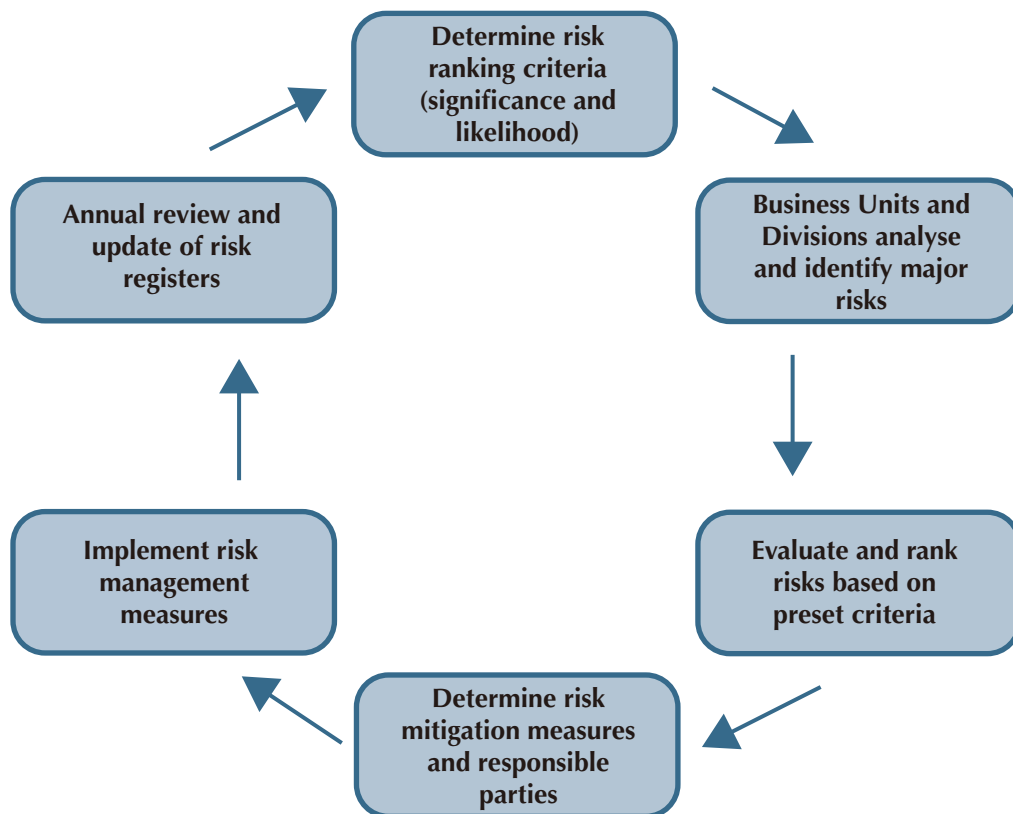 Determine risk
ranking criteria
(significance and
likelihood)
Business Units and
Divisions analyse
and identify major
risks
Evaluate and rank
risks based on
preset criteria
Determine risk
mitigation measures
and responsible
parties
Implement risk
management
measures
Annual review and
update of risk
registers